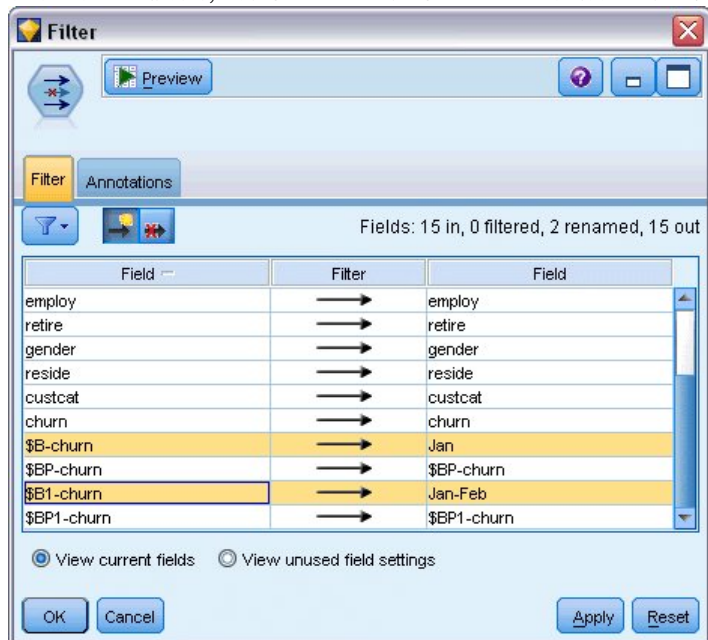 Filter
Preview
Filter
Annotations
Fields: 15 in, 0 filtered, 2 renamed, 15 out
Field Filter Field
employ employ
retire retire
gender gender
reside reside
custcat custcat
churn churn
$B-churn Jan
$BP-churn $BP-churn
$B1-churn Jan-Feb
$BP1-churn $BP1-churn
View current fields View unused field settings
OK Cancel Apply Reset